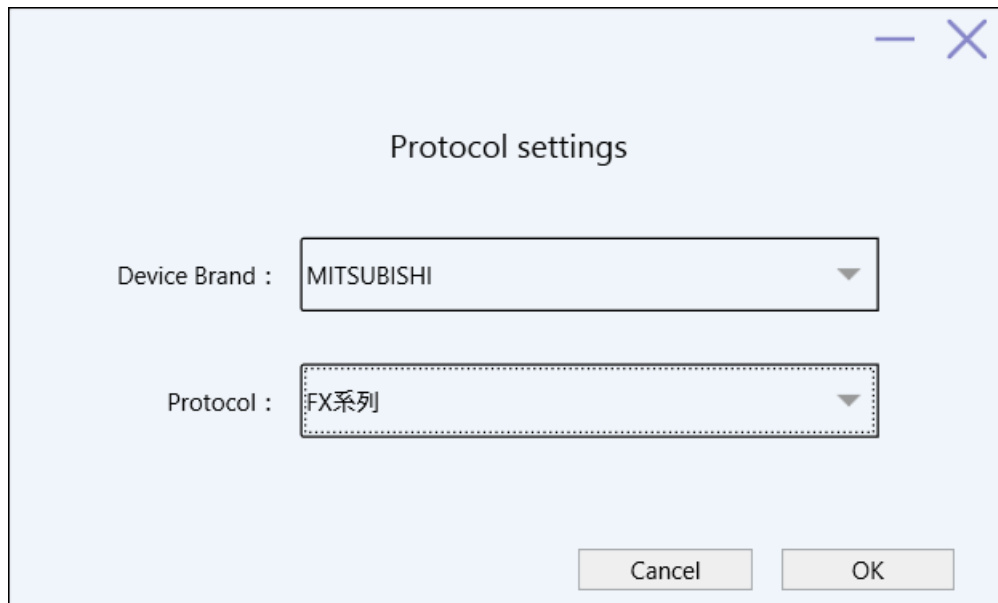 Protocol settings
Device Brand : MITSUBISHI
Protocol : FX系列
Cancel OK